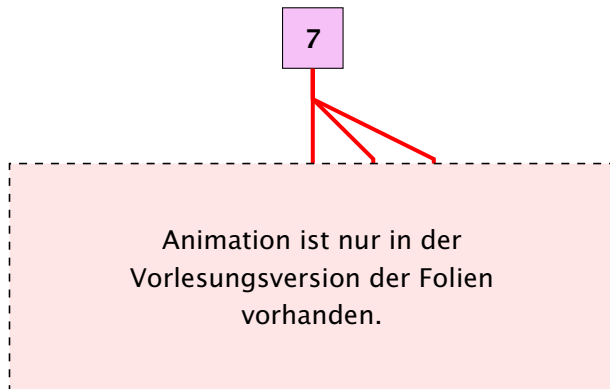 7
Animation ist nur in der
Vorlesungsversion der Folien
vorhanden.